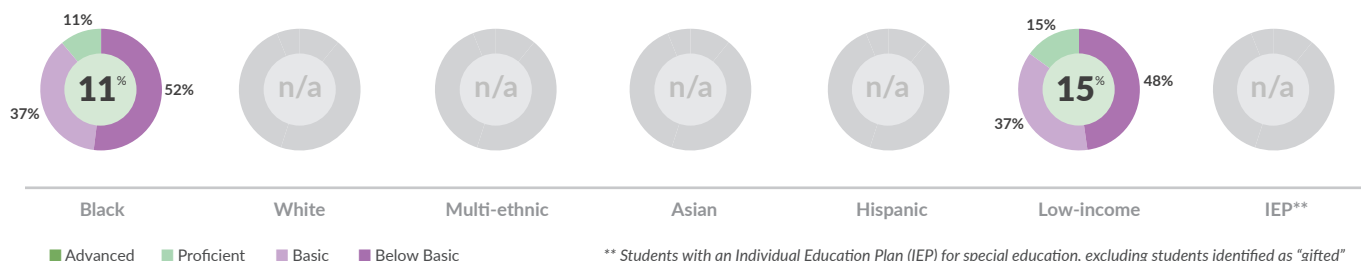 11%
15%
11%
n/a
n/a
n/a
n/a
15%
n/a
52%
48%
37%
37%
Black
White
Multi-ethnic
Asian
Hispanic
Low-income
IEP**
Advanced
Proficient
Basic
Below Basic
** Students with an Individual Education Plan (IEP) for special education, excluding students identified as “gifted”